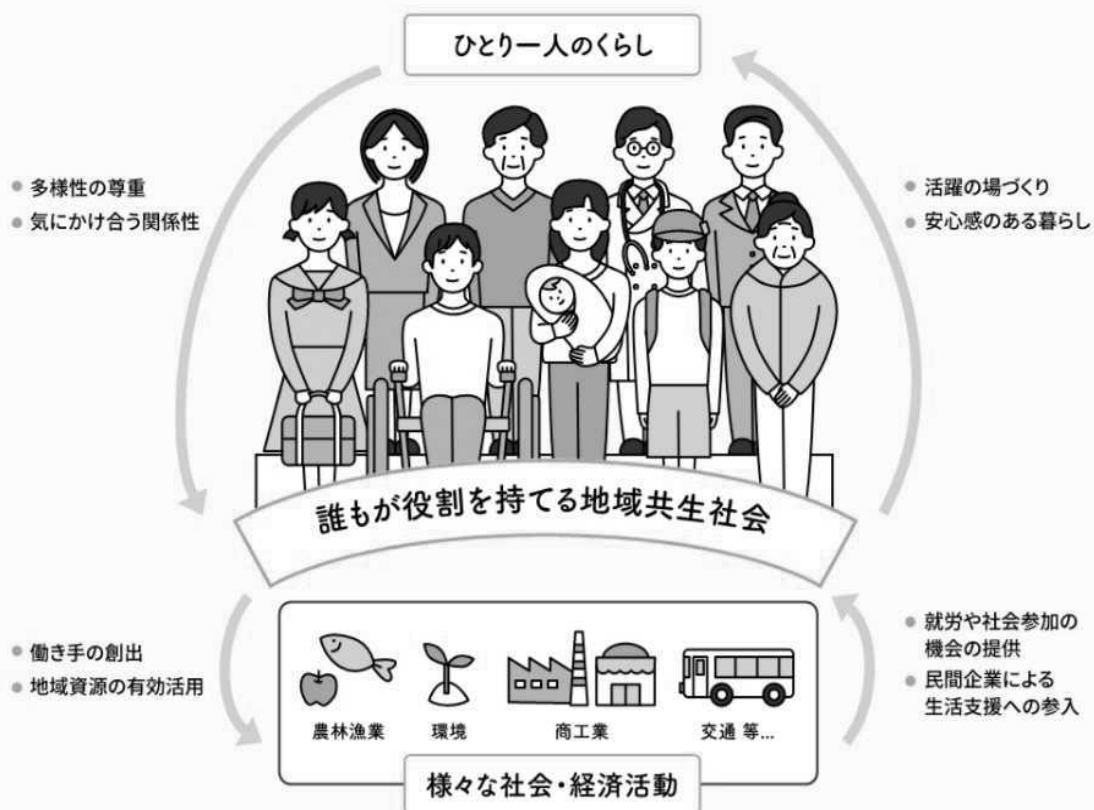 ひとり一人のくらし
● 多様性の尊重
● 気にかけ合う関係性
● 活躍の場づくり
● 安心感のある暮らし
誰もが役割を持てる地域共生社会
● 働き手の創出
● 地域資源の有効活用
● 就労や社会参加の
機会の提供
● 民間企業による
生活支援への参入
農林漁業
環境
商工業
交通 等...
様々な社会・経済活動